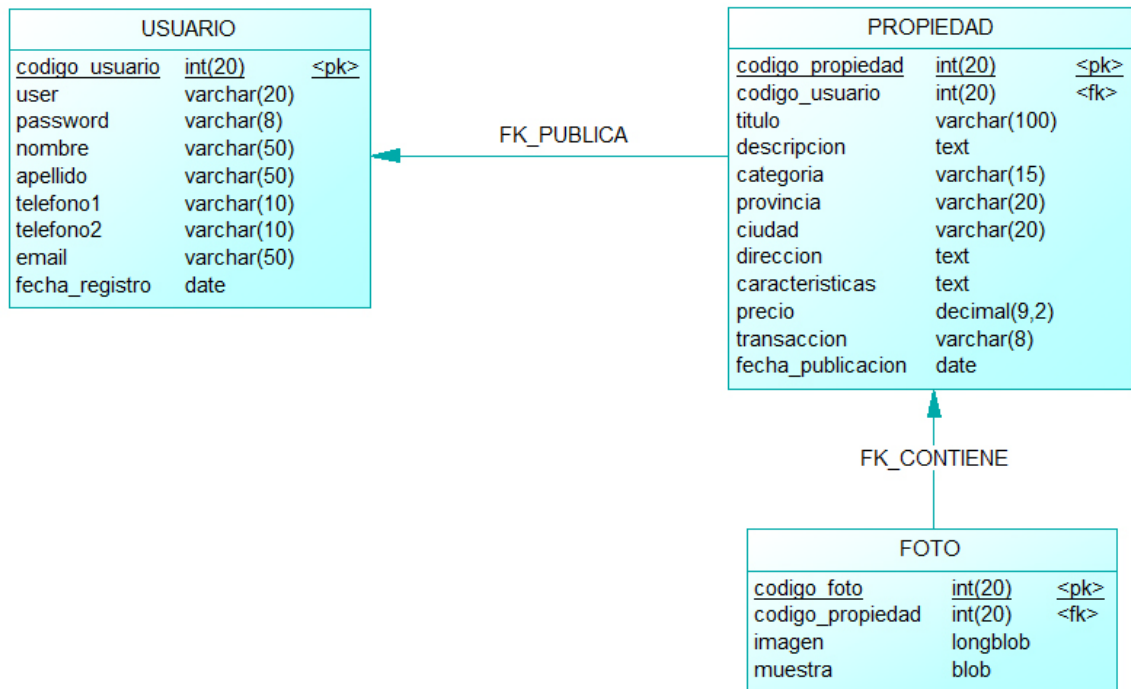 USUARIO
codigo_usuario int(20) <pk>
user varchar(20)
password varchar(8)
nombre varchar(50)
apellido varchar(50)
telefono1 varchar(10)
telefono2 varchar(10)
email varchar(50)
fecha_registro date
FK_PUBLICA
PROPIEDAD
codigo_propiedad int(20) <pk>
codigo_usuario int(20) <fk>
titulo varchar(100)
descripcion text
categoria varchar(15)
provincia varchar(20)
ciudad varchar(20)
direccion text
caracteristicas text
precio decimal(9,2)
transaccion varchar(8)
fecha_publicacion date
FK_CONTIENE
FOTO
codigo_foto int(20) <pk>
codigo_propiedad int(20) <fk>
imagen longblob
muestra blob